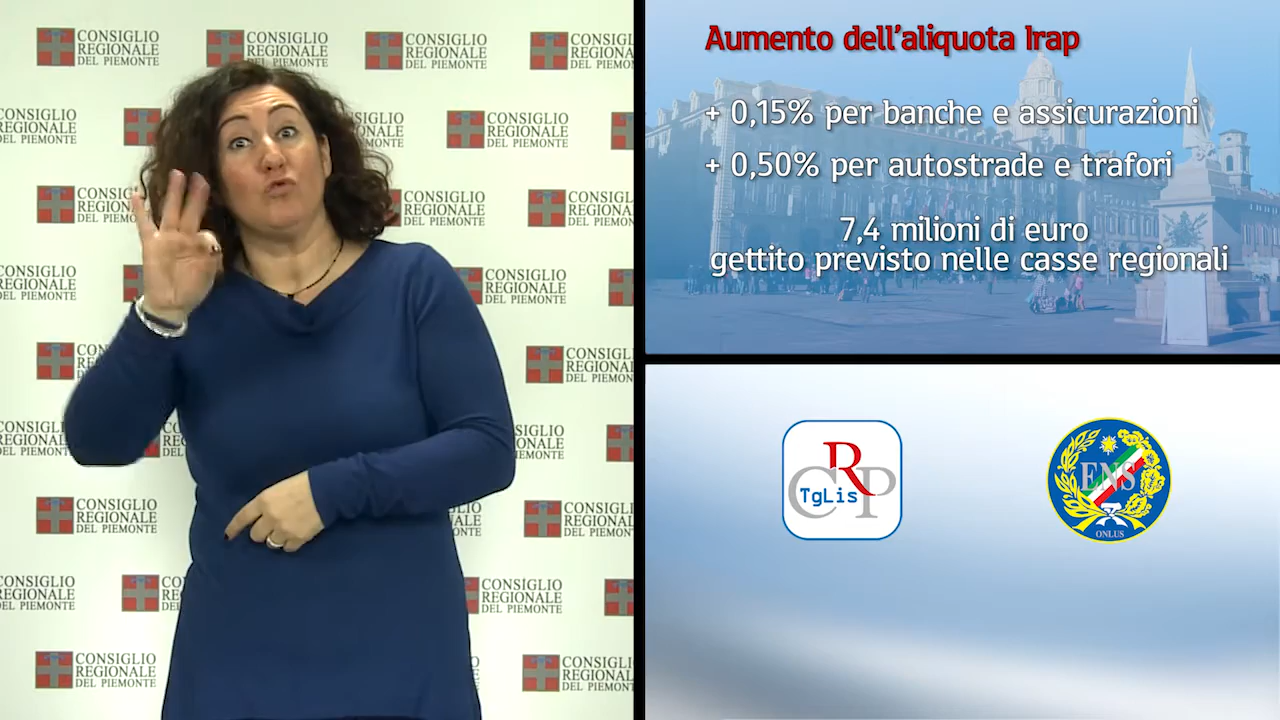 Aumento dell'aliquota Irap
+ 0,15% per banche e assicurazioni
+ 0,50% per autostrade e trafori
7,4 milioni di euro
gettito previsto nelle casse regionali
CRP
TgLis
ENS
ONLUS
CONSIGLIO
REGIONALE
DEL PIEMONTE